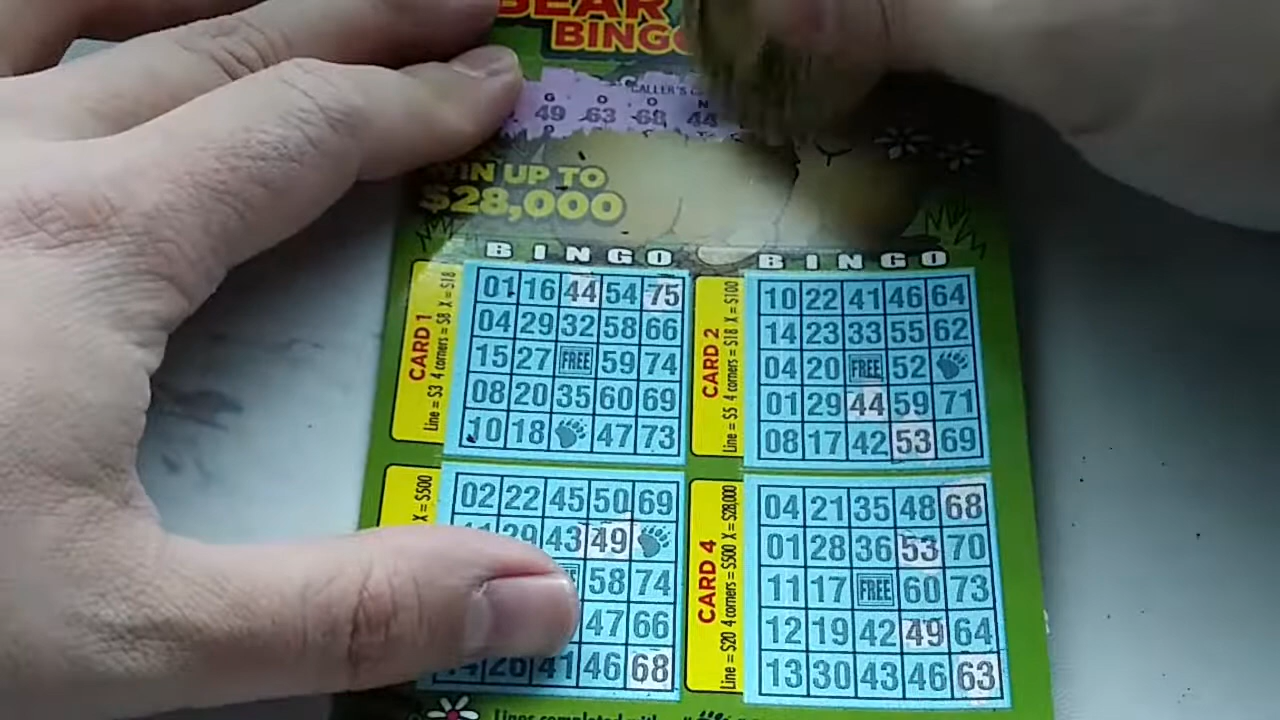 BEAR
BINGO
CALLER'S
G O O N
49 63 68 44
WIN UP TO
$28,000
B I N G O
B I N G O
CARD 1
Line = $3 4 corners = $8 X = $18
01 16 44 54 75
04 29 32 58 66
15 27 FREE 59 74
08 20 35 60 69
10 18 47 73
CARD 2
Line = $5 4 corners = $18 X = $100
10 22 41 46 64
14 23 33 55 62
04 20 FREE 52
01 29 44 59 71
08 17 42 53 69
X = $500
02 22 45 50 69
11 29 43 49
58 74
47 66
14 26 41 46 68
CARD 4
Line = $20 4 corners = $500 X = $28,000
04 21 35 48 68
01 28 36 53 70
11 17 FREE 60 73
12 19 42 49 64
13 30 43 46 63
Lines completed with